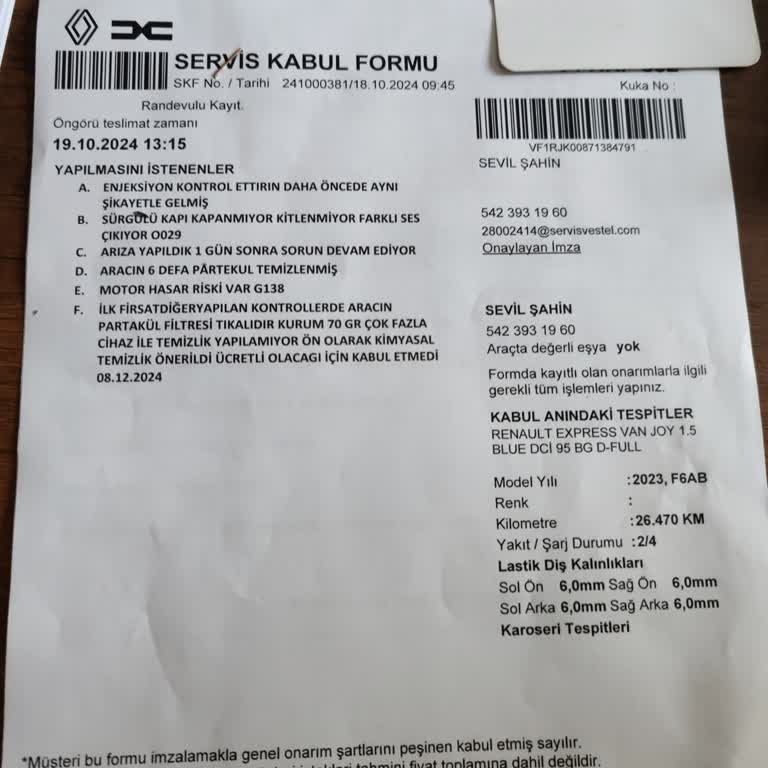 SERVİS KABUL FORMU
SKF No. / Tarihi 241000381/18.10.2024 09:45
Randevulu Kayıt.
Öngörü teslimat zamanı
19.10.2024 13:15
YAPILMASINI İSTENENLER
A. ENJEKSİYON KONTROL ETTIRIN DAHA ÖNCEDE AYNI
ŞİKAYETLE GELMİŞ
B. SÜRGÜLÜ KAPI KAPANMIYOR KİTLENMİYOR FARKLI SES
ÇIKIYOR O029
C. ARIZA YAPILDIK 1 GÜN SONRA SORUN DEVAM EDİYOR
D. ARACIN 6 DEFA PÂRTEKUL TEMİZLENMİŞ
E. MOTOR HASAR RİSKİ VAR G138
F. İLK FİRSATDİĞERYAPILAN KONTROLLERDE ARACIN
PARTAKÜL FİLTRESİ TIKALIDIR KURUM 70 GR ÇOK FAZLA
CİHAZ İLE TEMİZLİK YAPILAMIYOR ÖN OLARAK KİMYASAL
TEMİZLİK ÖNERİLDİ ÜCRETLİ OLACAGI İÇİN KABUL ETMEDİ
08.12.2024
Kuka No :
VF1RJK00871384791
SEVİL ŞAHİN
542 393 19 60
28002414@servisvestel.com
Onaylayan İmza
SEVİL ŞAHİN
542 393 19 60
Araçta değerli eşya yok
Formda kayıtlı olan onarımlarla ilgili
gerekli tüm işlemleri yapınız.
KABUL ANINDAKİ TESPİTLER
RENAULT EXPRESS VAN JOY 1.5
BLUE DCİ 95 BG D-FULL
Model Yılı :2023, F6AB
Renk :
Kilometre :26.470 KM
Yakıt / Şarj Durumu :2/4
Lastik Diş Kalınlıkları
Sol Ön 6,0mm Sağ Ön 6,0mm
Sol Arka 6,0mm Sağ Arka 6,0mm
Karoseri Tespitleri
*Müşteri bu formu imzalamakla genel onarım şartlarını peşinen kabul etmiş sayılır.
tahmini fiyat toplamına dahil değildir.